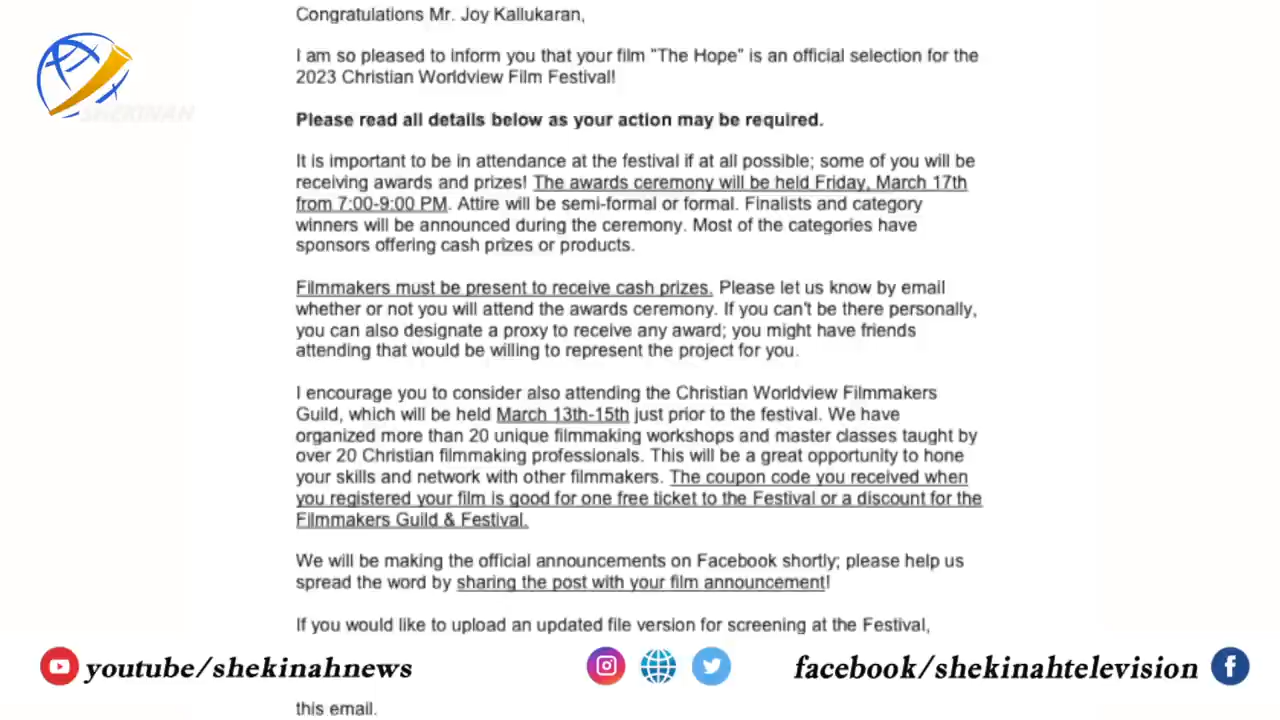 Congratulations Mr. Joy Kallukaran,
I am so pleased to inform you that your film "The Hope" is an official selection for the
2023 Christian Worldview Film Festival!
SHEKINAH
Please read all details below as your action may be required.
It is important to be in attendance at the festival if at all possible; some of you will be
receiving awards and prizes! The awards ceremony will be held Friday, March 17th
from 7:00-9:00 PM. Attire will be semi-formal or formal. Finalists and category
winners will be announced during the ceremony. Most of the categories have
sponsors offering cash prizes or products.
Filmmakers must be present to receive cash prizes. Please let us know by email
whether or not you will attend the awards ceremony. If you can't be there personally,
you can also designate a proxy to receive any award; you might have friends
attending that would be willing to represent the project for you.
I encourage you to consider also attending the Christian Worldview Filmmakers
Guild, which will be held March 13th-15th just prior to the festival. We have
organized more than 20 unique filmmaking workshops and master classes taught by
over 20 Christian filmmaking professionals. This will be a great opportunity to hone
your skills and network with other filmmakers. The coupon code you received when
you registered your film is good for one free ticket to the Festival or a discount for the
Filmmakers Guild & Festival.
We will be making the official announcements on Facebook shortly; please help us
spread the word by sharing the post with your film announcement!
If you would like to upload an updated file version for screening at the Festival,
youtube/shekinahnews
facebook/shekinahtelevision
this email.